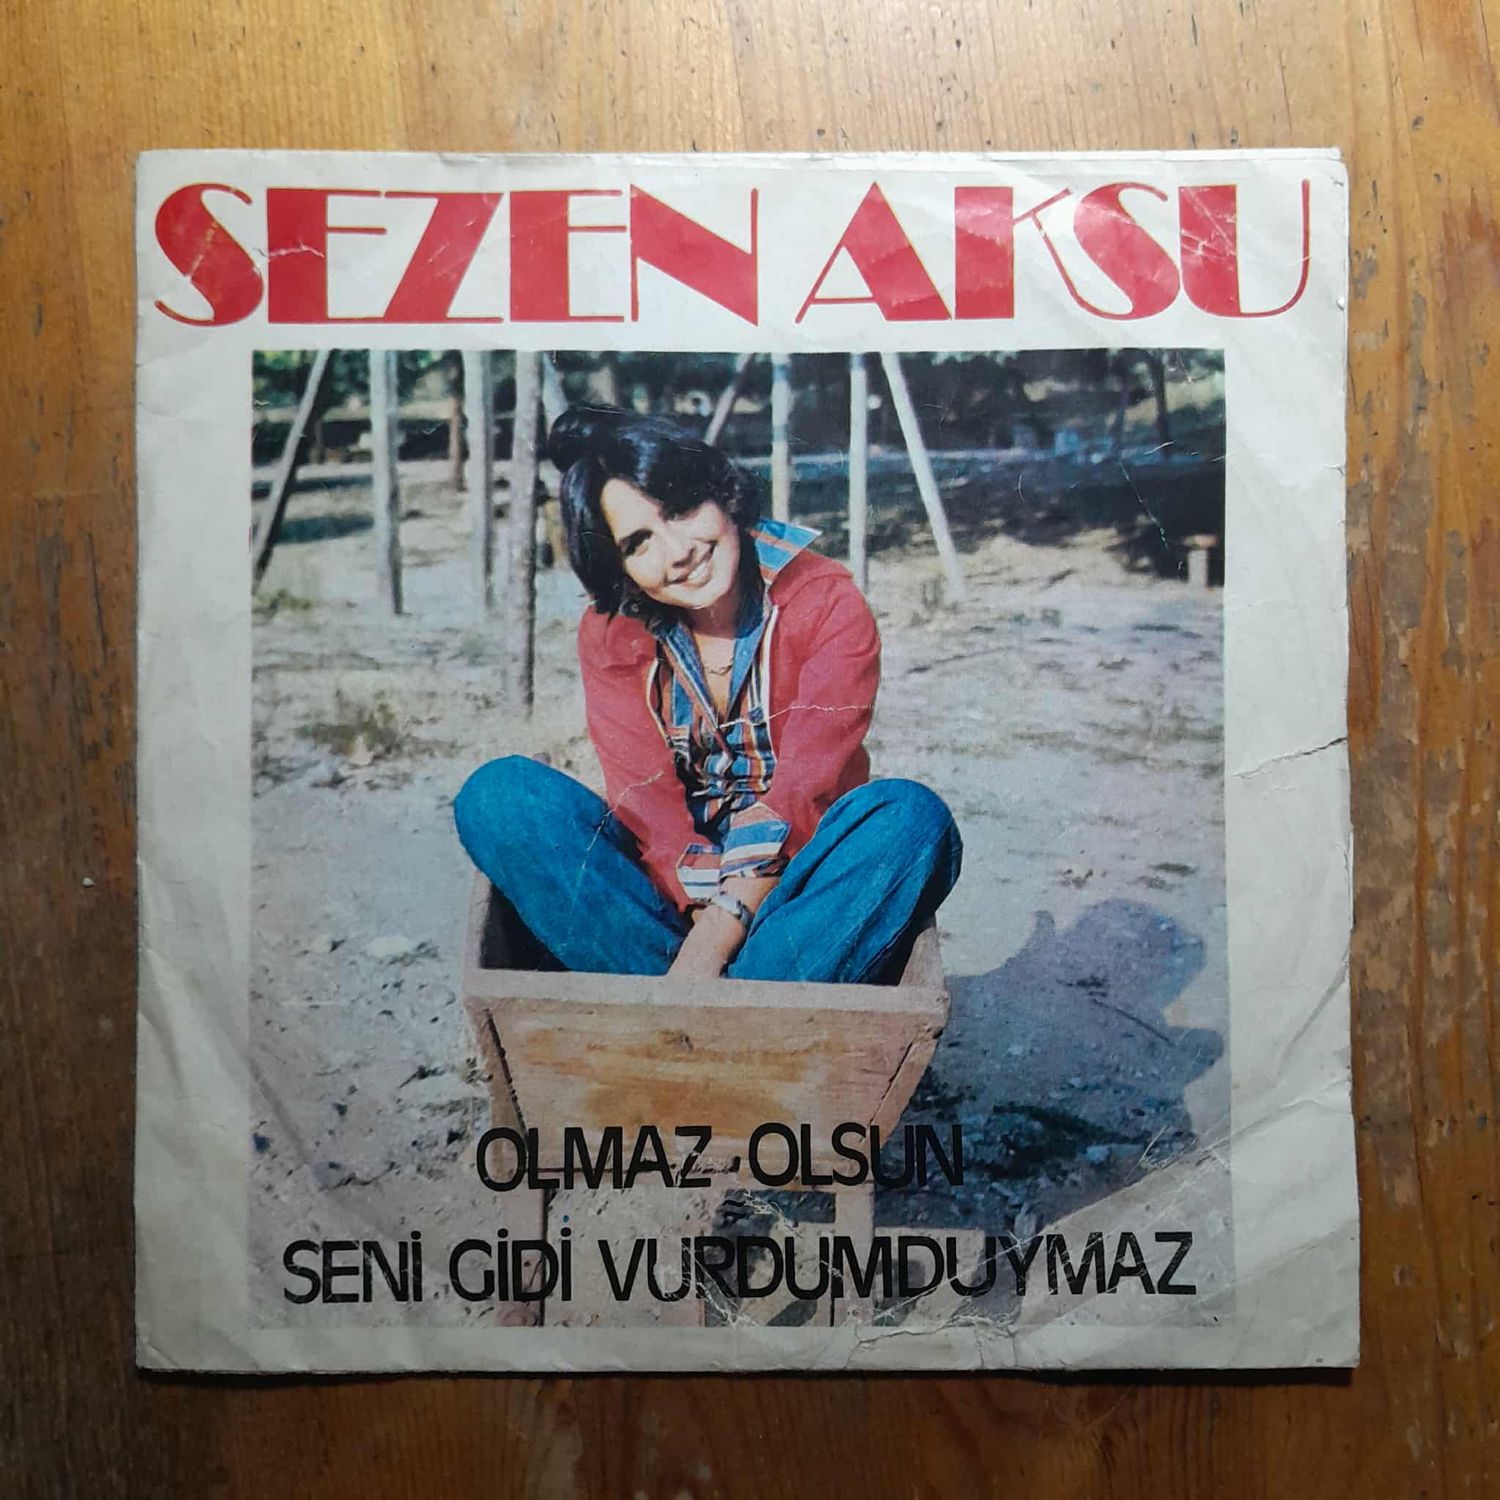 SEZEN AKSU
OLMAZ OLSUN
SENİ GİDİ VURDUMDUYMAZ